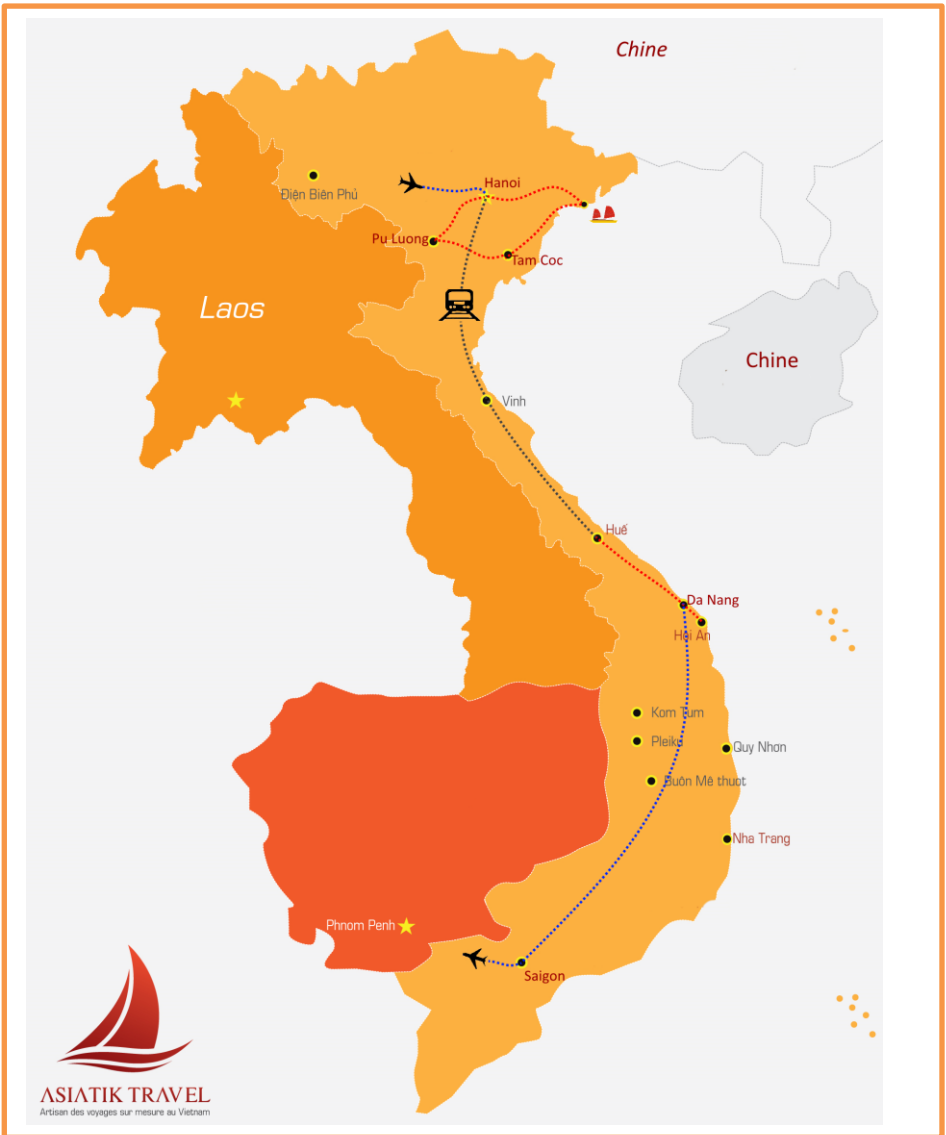 Chine
Hanoi
Điện Biên Phủ
Pu Luong
Tam Coc
Laos
Chine
Vinh
Huế
Da Nang
Hội An
Kom Tum
Pleiku
Quy Nhơn
Buôn Mê thuot
Nha Trang
Phnom Penh
Saigon
ASIATIK TRAVEL
Artisan des voyages sur mesure au Vietnam